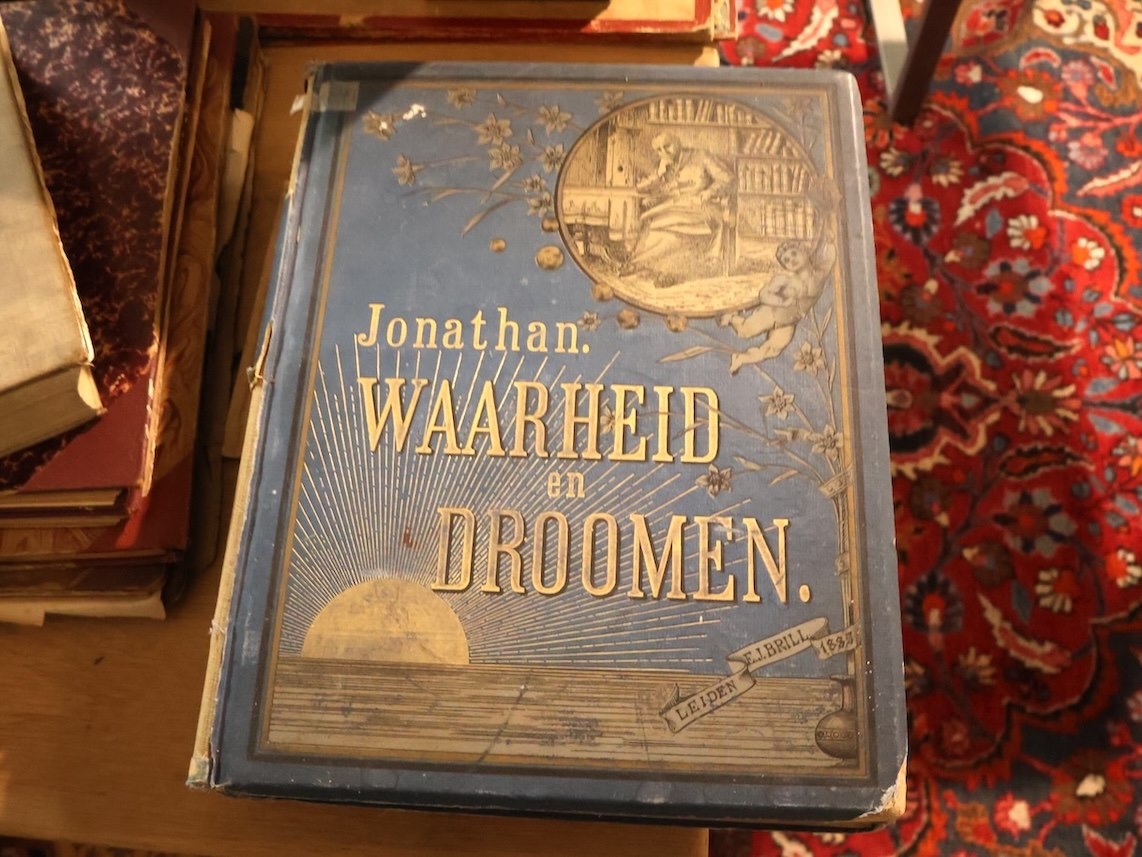 Jonathan.
WAARHEID
en
DROOMEN.
LEIDEN E.J. BRILL